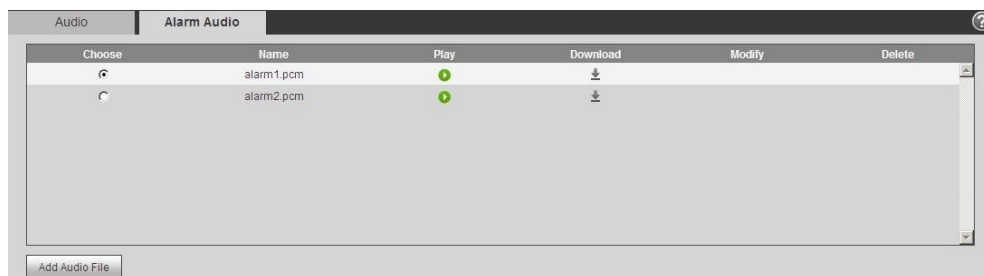 Audio Alarm Audio ?
Choose Name Play Download Modify Delete
alarm1.pcm
alarm2.pcm
Add Audio File